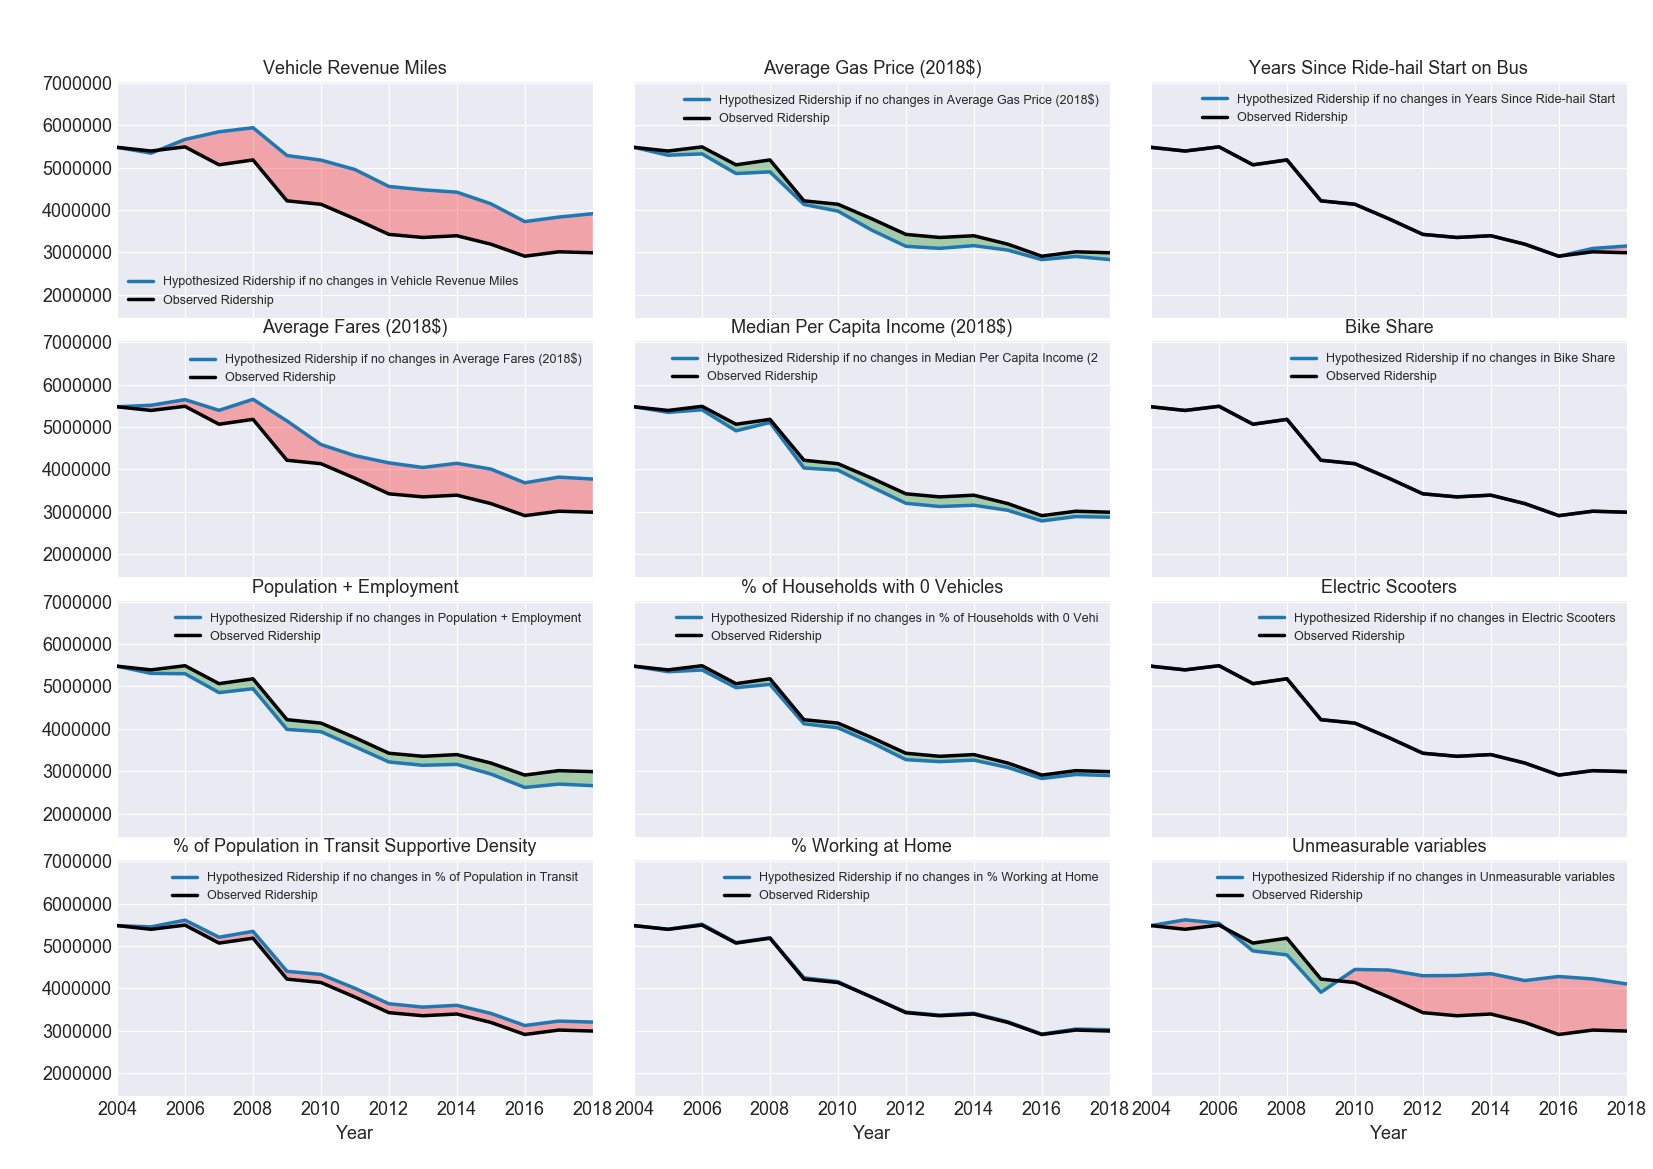 Vehicle Revenue Miles
Average Gas Price (2018$)
Years Since Ride-hail Start on Bus
7000000
6000000
5000000
4000000
3000000
2000000
Hypothesized Ridership if no changes in Vehicle Revenue Miles
Observed Ridership
Hypothesized Ridership if no changes in Average Gas Price (2018$)
Observed Ridership
Hypothesized Ridership if no changes in Years Since Ride-hail Start
Observed Ridership
Average Fares (2018$)
Median Per Capita Income (2018$)
Bike Share
7000000
6000000
5000000
4000000
3000000
2000000
Hypothesized Ridership if no changes in Average Fares (2018$)
Observed Ridership
Hypothesized Ridership if no changes in Median Per Capita Income (2
Observed Ridership
Hypothesized Ridership if no changes in Bike Share
Observed Ridership
Population + Employment
% of Households with 0 Vehicles
Electric Scooters
7000000
6000000
5000000
4000000
3000000
2000000
Hypothesized Ridership if no changes in Population + Employment
Observed Ridership
Hypothesized Ridership if no changes in % of Households with 0 Vehi
Observed Ridership
Hypothesized Ridership if no changes in Electric Scooters
Observed Ridership
% of Population in Transit Supportive Density
% Working at Home
Unmeasurable variables
7000000
6000000
5000000
4000000
3000000
2000000
Hypothesized Ridership if no changes in % of Population in Transit
Observed Ridership
Hypothesized Ridership if no changes in % Working at Home
Observed Ridership
Hypothesized Ridership if no changes in Unmeasurable variables
Observed Ridership
2004 2006 2008 2010 2012 2014 2016 2018
2004 2006 2008 2010 2012 2014 2016 2018
2004 2006 2008 2010 2012 2014 2016 2018
Year
Year
Year